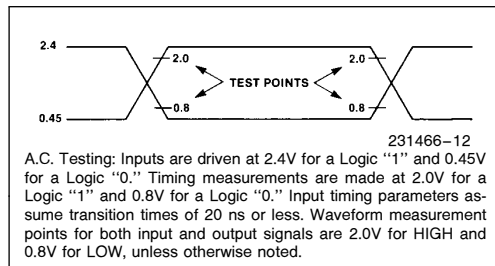 2.4
2.0 2.0
TEST POINTS
0.8 0.8
0.45
231466–12
A.C. Testing: Inputs are driven at 2.4V for a Logic ‘‘1’’ and 0.45V
for a Logic ‘‘0.’’ Timing measurements are made at 2.0V for a
Logic ‘‘1’’ and 0.8V for a Logic ‘‘0.’’ Input timing parameters as-
sume transition times of 20 ns or less. Waveform measurement
points for both input and output signals are 2.0V for HIGH and
0.8V for LOW, unless otherwise noted.